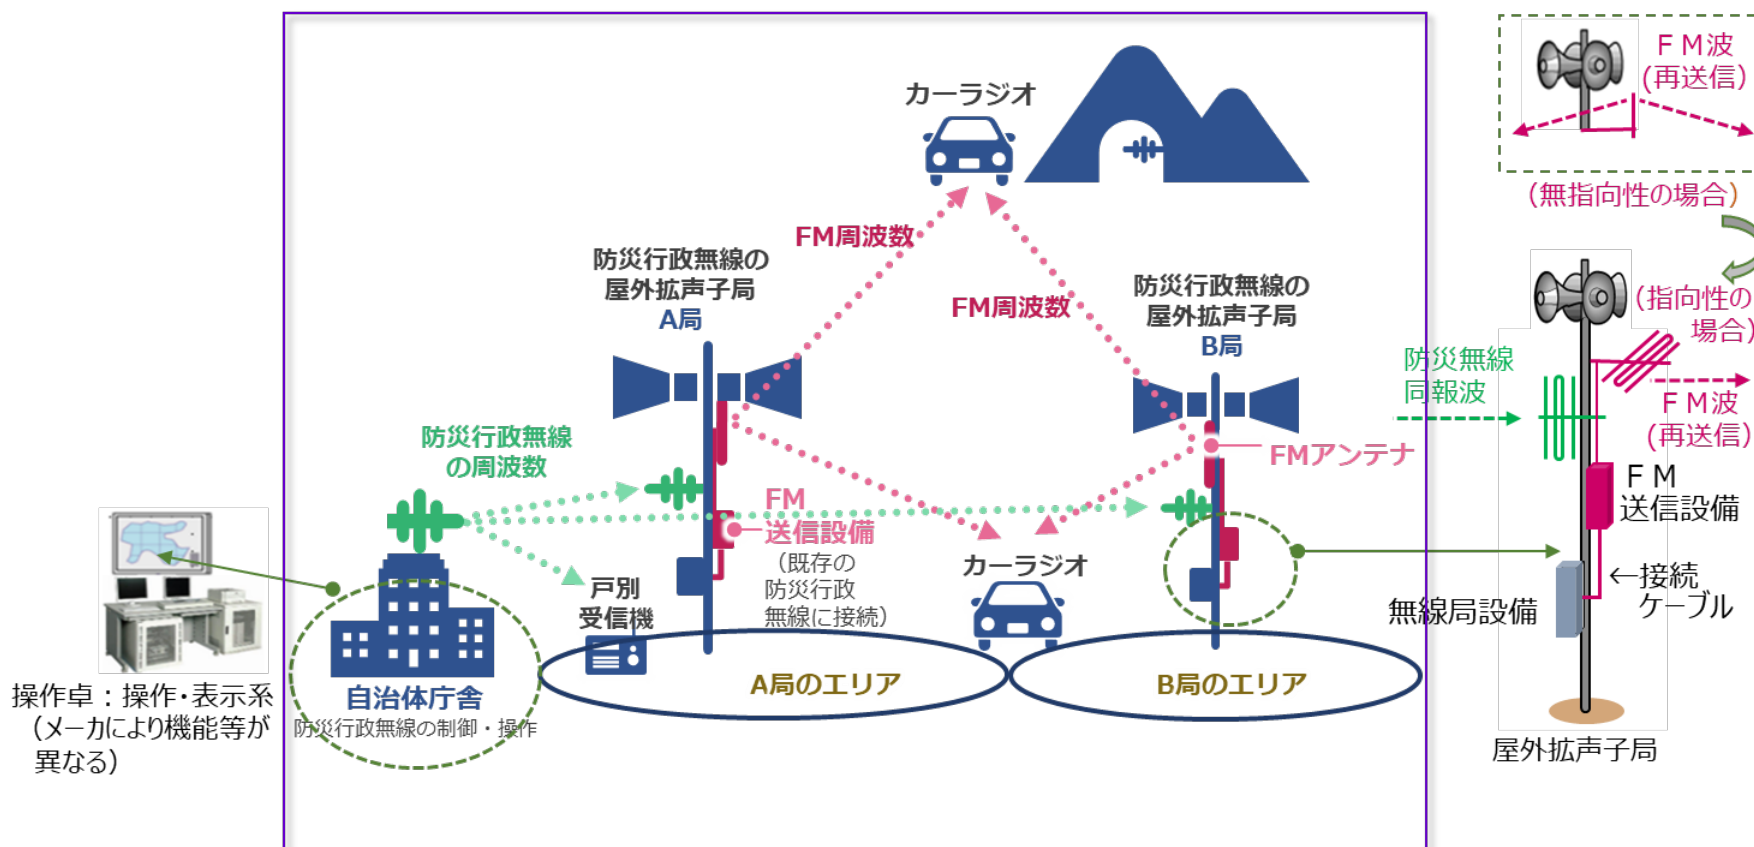 カーラジオ
FM周波数
防災行政無線の
屋外拡声子局
A局
FM周波数
防災行政無線の
屋外拡声子局
B局
防災行政無線
の周波数
FMアンテナ
FM
送信設備
（既存の
防災行政
無線に接続）
戸別
受信機
カーラジオ
自治体庁舎
防災行政無線の制御・操作
A局のエリア
B局のエリア
操作卓：操作・表示系
（メーカにより機能等が
異なる）
ＦＭ波
(再送信)
（無指向性の場合）
（指向性の
場合）
防災無線
同報波
ＦＭ波
(再送信)
ＦＭ
送信設備
←接続
ケーブル
無線局設備
屋外拡声子局